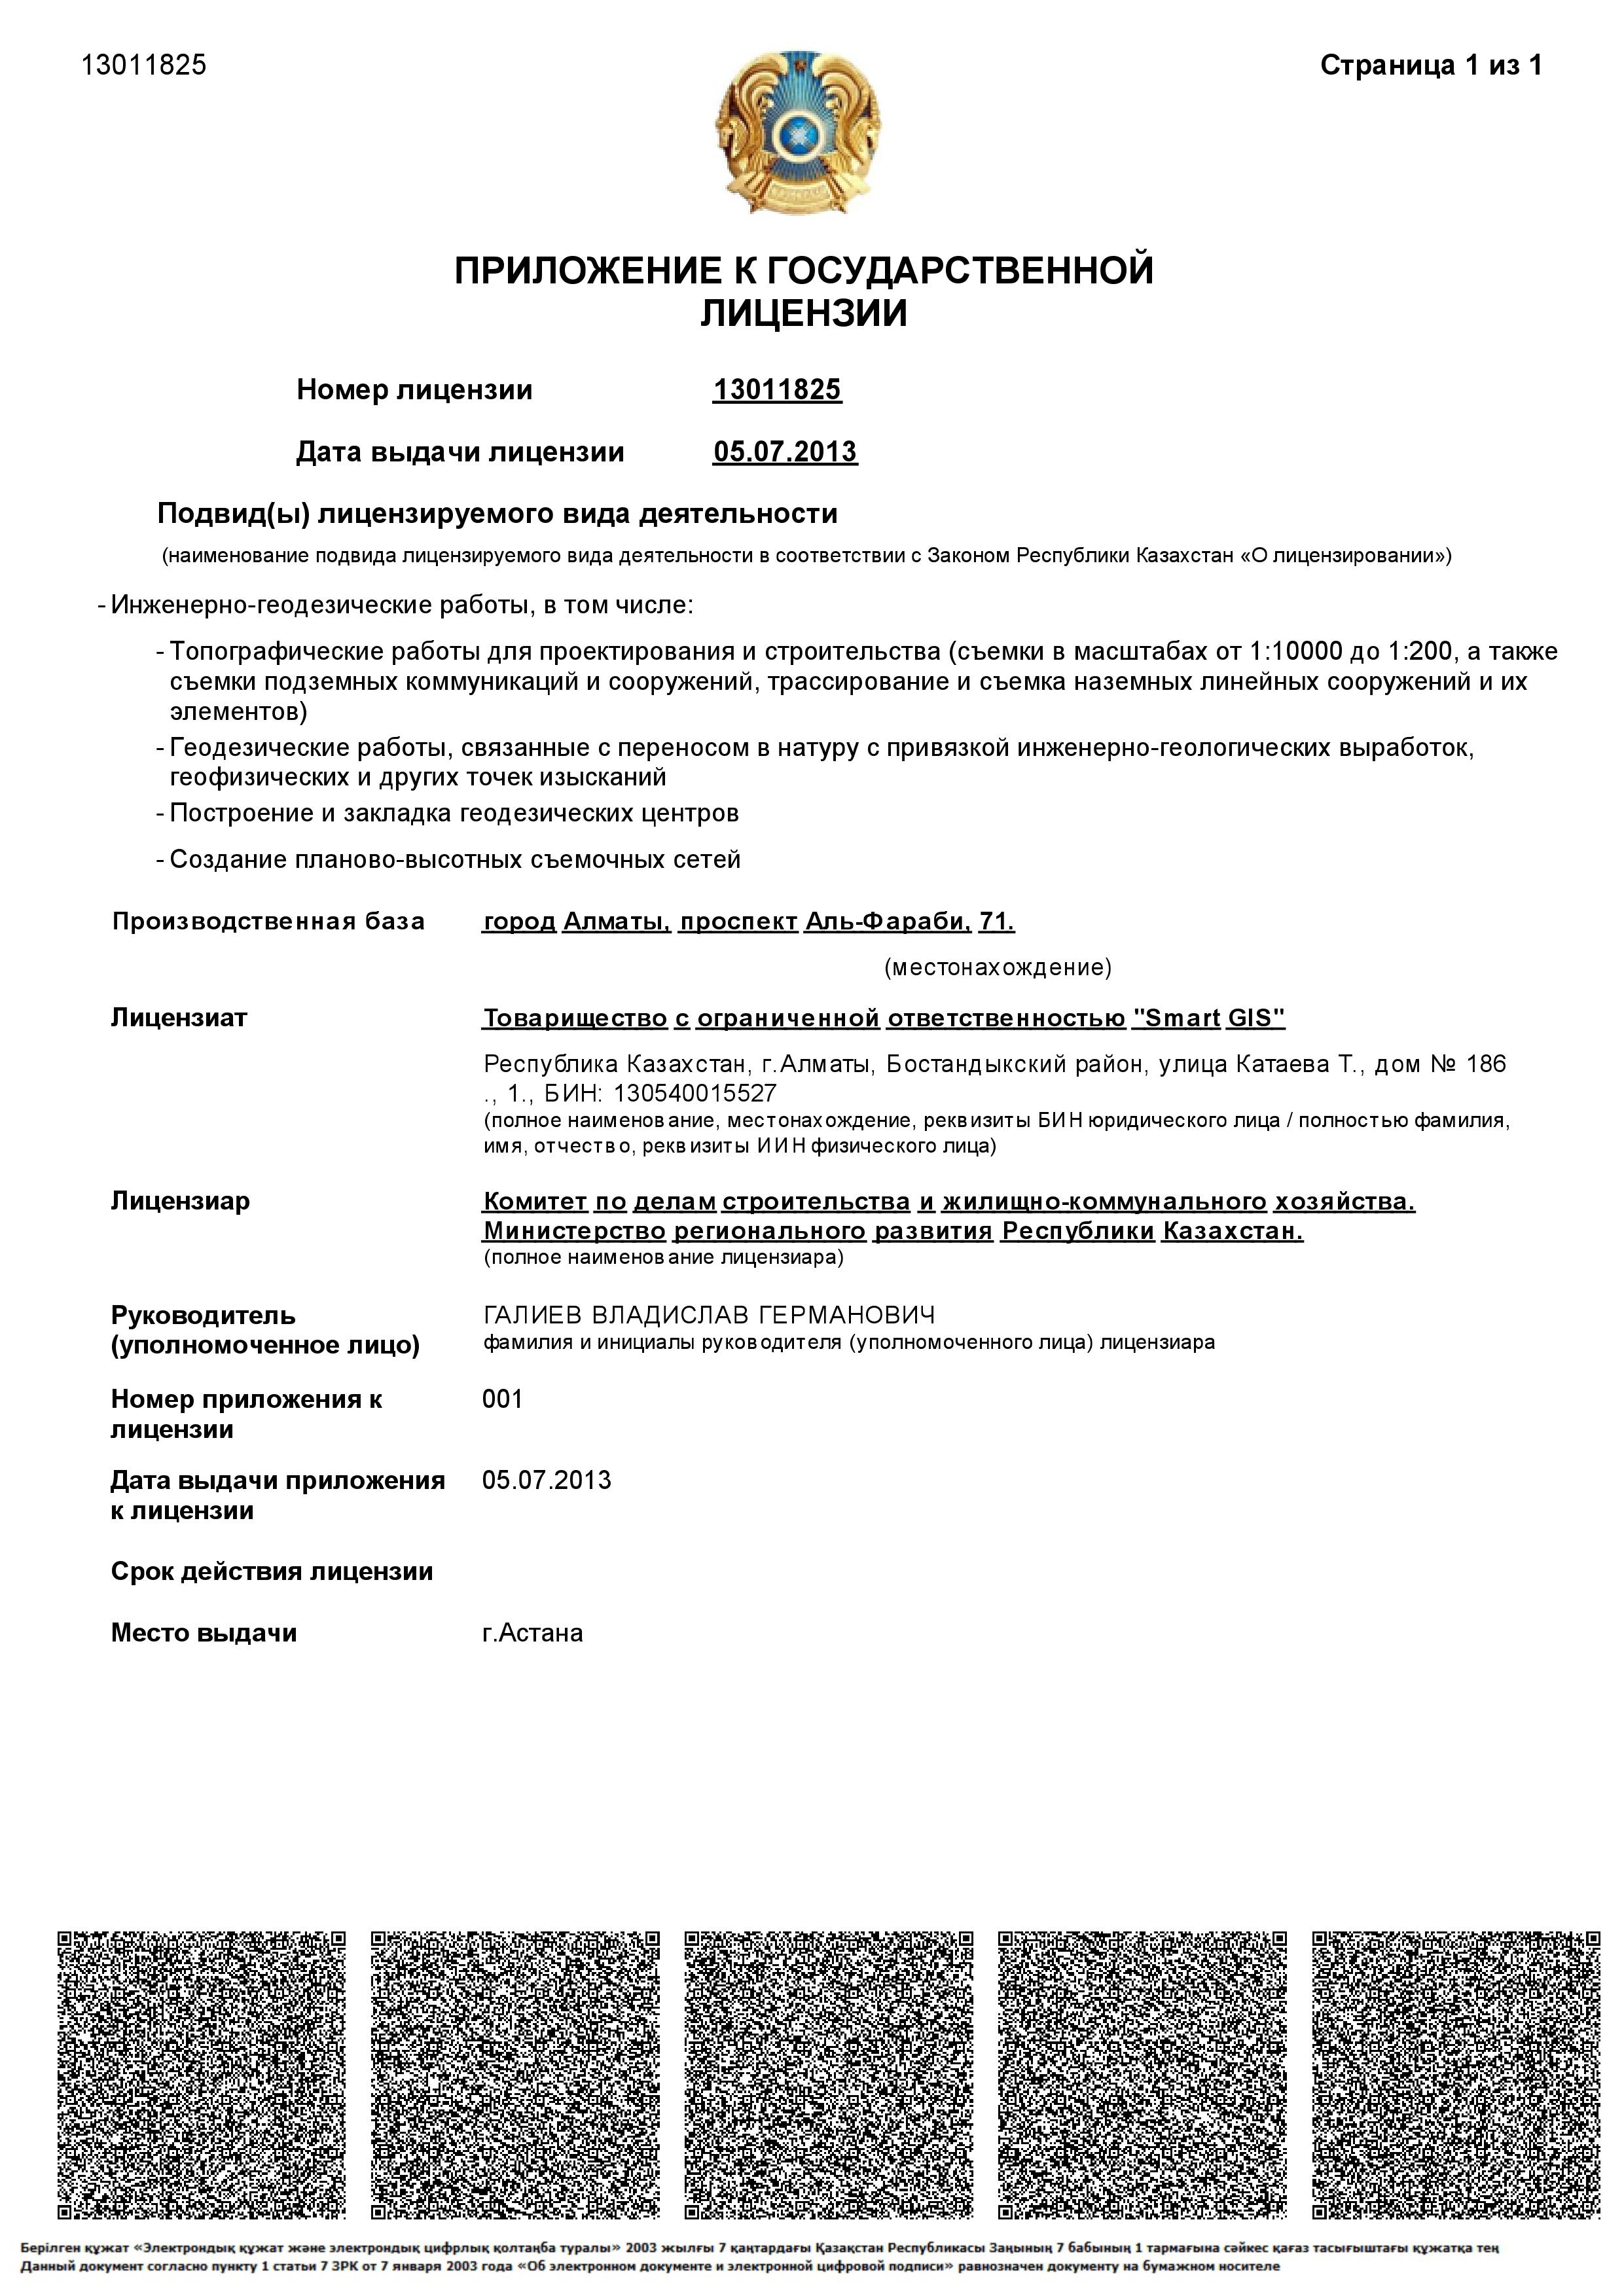 13011825
Страница 1 из 1
ПРИЛОЖЕНИЕ К ГОСУДАРСТВЕННОЙ
ЛИЦЕНЗИИ
Номер лицензии 13011825
Дата выдачи лицензии 05.07.2013
Подвид(ы) лицензируемого вида деятельности
(наименование подвида лицензируемого вида деятельности в соответствии с Законом Республики Казахстан «О лицензировании»)
- Инженерно-геодезические работы, в том числе:
- Топографические работы для проектирования и строительства (съемки в масштабах от 1:10000 до 1:200, а также
съемки подземных коммуникаций и сооружений, трассирование и съемка наземных линейных сооружений и их
элементов)
- Геодезические работы, связанные с переносом в натуру с привязкой инженерно-геологических выработок,
геофизических и других точек изысканий
- Построение и закладка геодезических центров
- Создание планово-высотных съемочных сетей
Производственная база город Алматы, проспект Аль-Фараби, 71.
(местонахождение)
Лицензиат Товарищество с ограниченной ответственностью "Smart GIS"
Республика Казахстан, г.Алматы, Бостандыкский район, улица Катаева Т., дом № 186
., 1., БИН: 130540015527
(полное наименование, местонахождение, реквизиты БИН юридического лица / полностью фамилия,
имя, отчество, реквизиты ИИН физического лица)
Лицензиар Комитет по делам строительства и жилищно-коммунального хозяйства.
Министерство регионального развития Республики Казахстан.
(полное наименование лицензиара)
Руководитель ГАЛИЕВ ВЛАДИСЛАВ ГЕРМАНОВИЧ
(уполномоченное лицо) фамилия и инициалы руководителя (уполномоченного лица) лицензиара
Номер приложения к 001
лицензии
Дата выдачи приложения 05.07.2013
к лицензии
Срок действия лицензии
Место выдачи г.Астана
Берілген құжат «Электрондық құжат және электрондық цифрлық қолтаңба туралы» 2003 жылғы 7 қаңтардағы Қазақстан Республикасы Заңының 7 бабының 1 тармағына сәйкес қағаз тасығыштағы құжатқа тең
Данный документ согласно пункту 1 статьи 7 ЗРК от 7 января 2003 года «Об электронном документе и электронной цифровой подписи» равнозначен документу на бумажном носителе